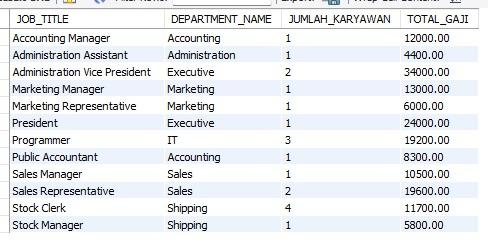 JOB_TITLE DEPARTMENT_NAME JUMLAH_KARYAWAN TOTAL_GAJI
Accounting Manager Accounting 1 12000.00
Administration Assistant Administration 1 4400.00
Administration Vice President Executive 2 34000.00
Marketing Manager Marketing 1 13000.00
Marketing Representative Marketing 1 6000.00
President Executive 1 24000.00
Programmer IT 3 19200.00
Public Accountant Accounting 1 8300.00
Sales Manager Sales 1 10500.00
Sales Representative Sales 2 19600.00
Stock Clerk Shipping 4 11700.00
Stock Manager Shipping 1 5800.00